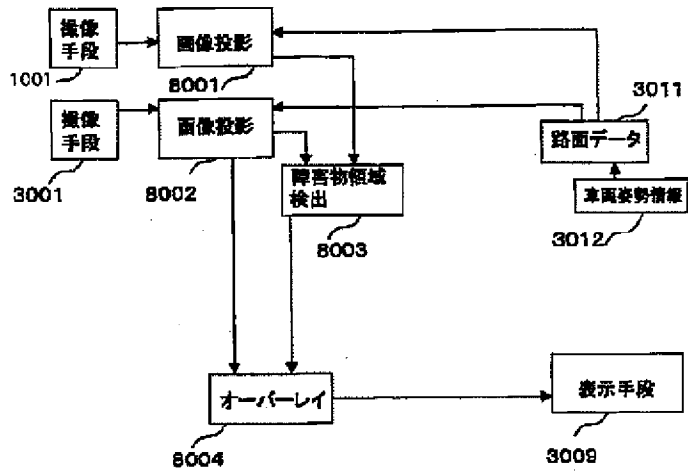 撮像
手段
1001
画像投影
8001
撮像
手段
3001
画像投影
8002
障害物領域
検出
8003
3011
路面データ
車両姿勢情報
3012
オーバーレイ
8004
表示手段
3009